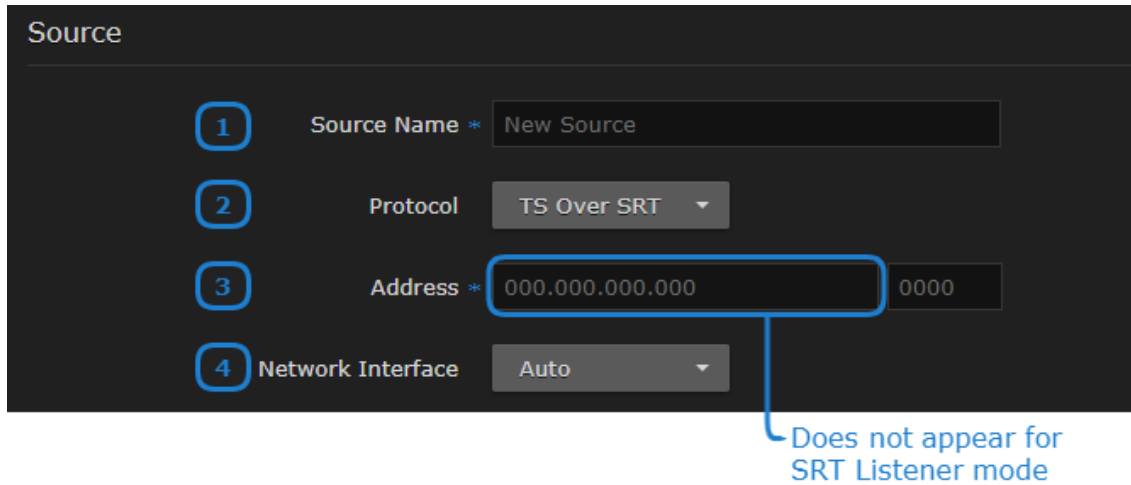 Source
1 Source Name * New Source
2 Protocol TS Over SRT
3 Address * 000.000.000.000 0000
4 Network Interface Auto
Does not appear for
SRT Listener mode